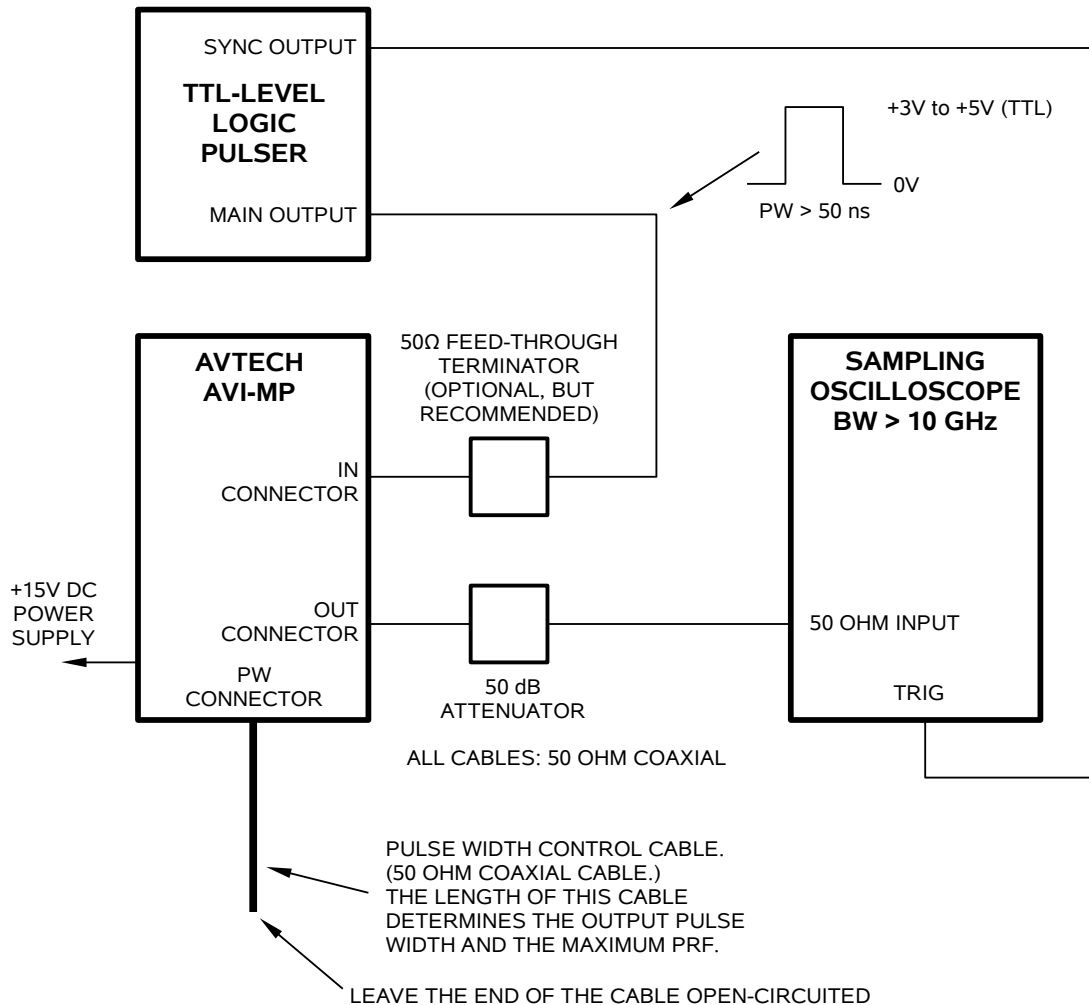 SYNC OUTPUT
TTL-LEVEL
LOGIC
PULSER
MAIN OUTPUT
+3V to +5V (TTL)
0V
PW > 50 ns
AVTECH
AVI-MP
IN
CONNECTOR
OUT
CONNECTOR
PW
CONNECTOR
+15V DC
POWER
SUPPLY
50Ω FEED-THROUGH
TERMINATOR
(OPTIONAL, BUT
RECOMMENDED)
50 dB
ATTENUATOR
SAMPLING
OSCILLOSCOPE
BW > 10 GHz
50 OHM INPUT
TRIG
ALL CABLES: 50 OHM COAXIAL
PULSE WIDTH CONTROL CABLE.
(50 OHM COAXIAL CABLE.)
THE LENGTH OF THIS CABLE
DETERMINES THE OUTPUT PULSE
WIDTH AND THE MAXIMUM PRF.
LEAVE THE END OF THE CABLE OPEN-CIRCUITED